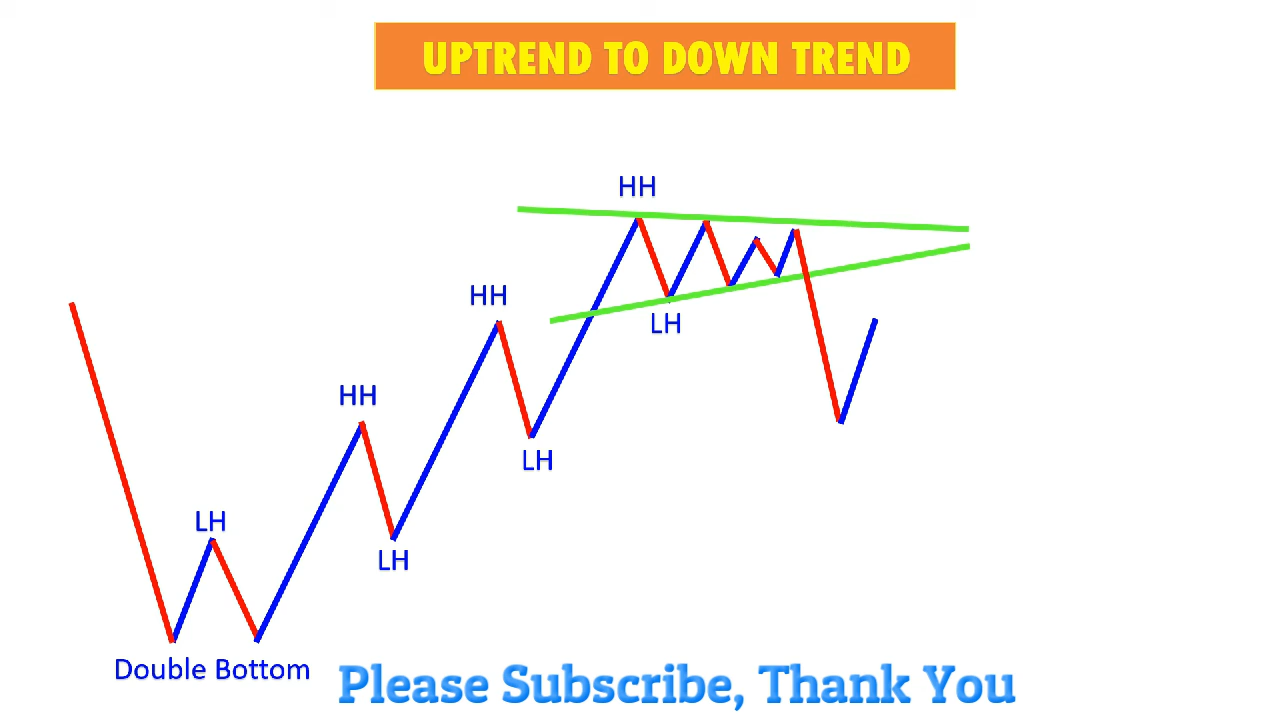 UPTREND TO DOWN TREND
HH
HH
LH
HH
LH
LH
LH
Double Bottom
Please Subscribe, Thank You